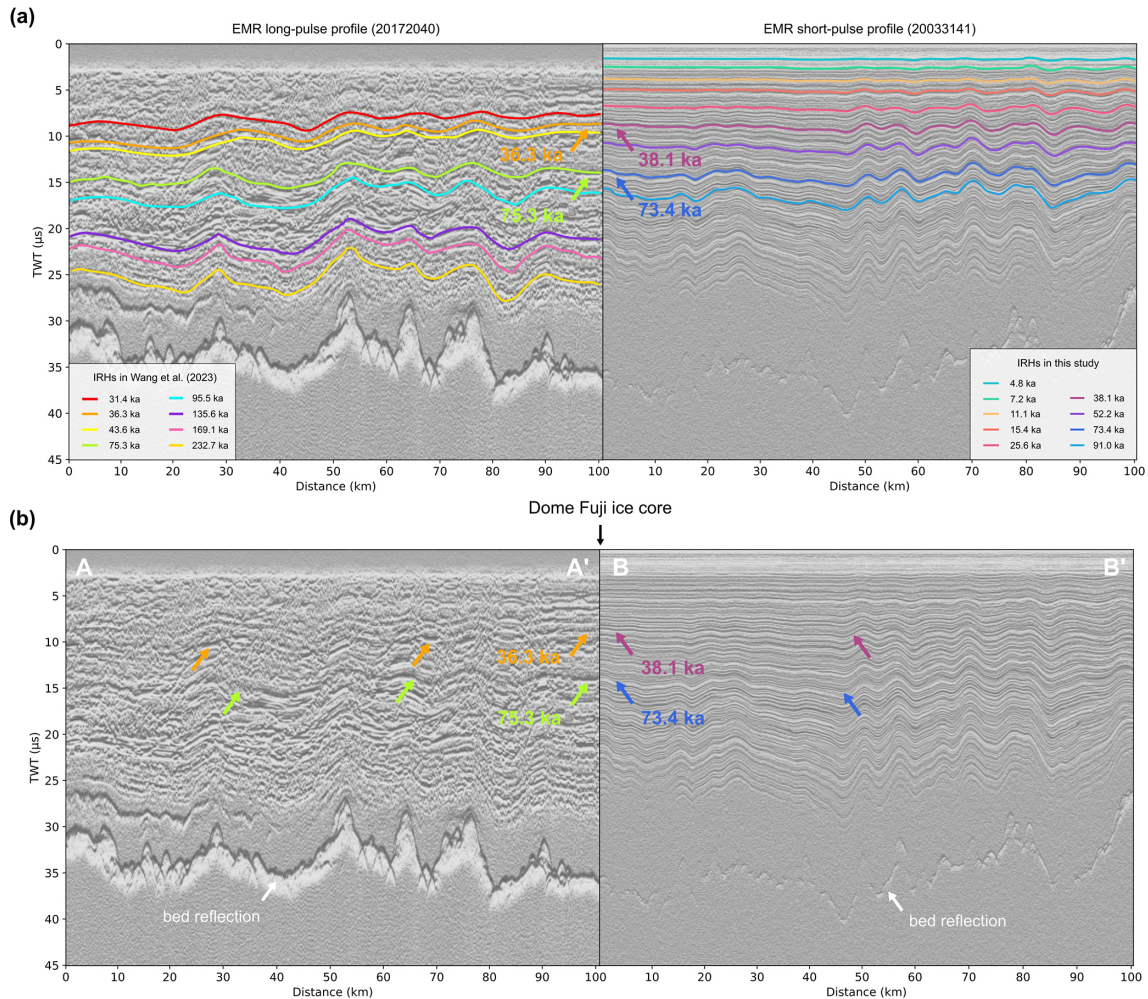 (a)
EMR long-pulse profile (20172040)
EMR short-pulse profile (20033141)
0
5
10
15
20
25
30
35
40
45
TWT (µs)
36.3 ka
75.3 ka
38.1 ka
73.4 ka
IRHs in Wang et al. (2023)
31.4 ka
36.3 ka
43.6 ka
75.3 ka
95.5 ka
135.6 ka
169.1 ka
232.7 ka
IRHs in this study
4.8 ka
7.2 ka
11.1 ka
15.4 ka
25.6 ka
38.1 ka
52.2 ka
73.4 ka
91.0 ka
0 10 20 30 40 50 60 70 80 90 100
0 10 20 30 40 50 60 70 80 90 100
Distance (km)
Distance (km)
(b)
Dome Fuji ice core
0
5
10
15
20
25
30
35
40
45
TWT (µs)
A
A'
B
B'
36.3 ka
75.3 ka
38.1 ka
73.4 ka
bed reflection
bed reflection
0 10 20 30 40 50 60 70 80 90 100
10 20 30 40 50 60 70 80 90 100
Distance (km)
Distance (km)